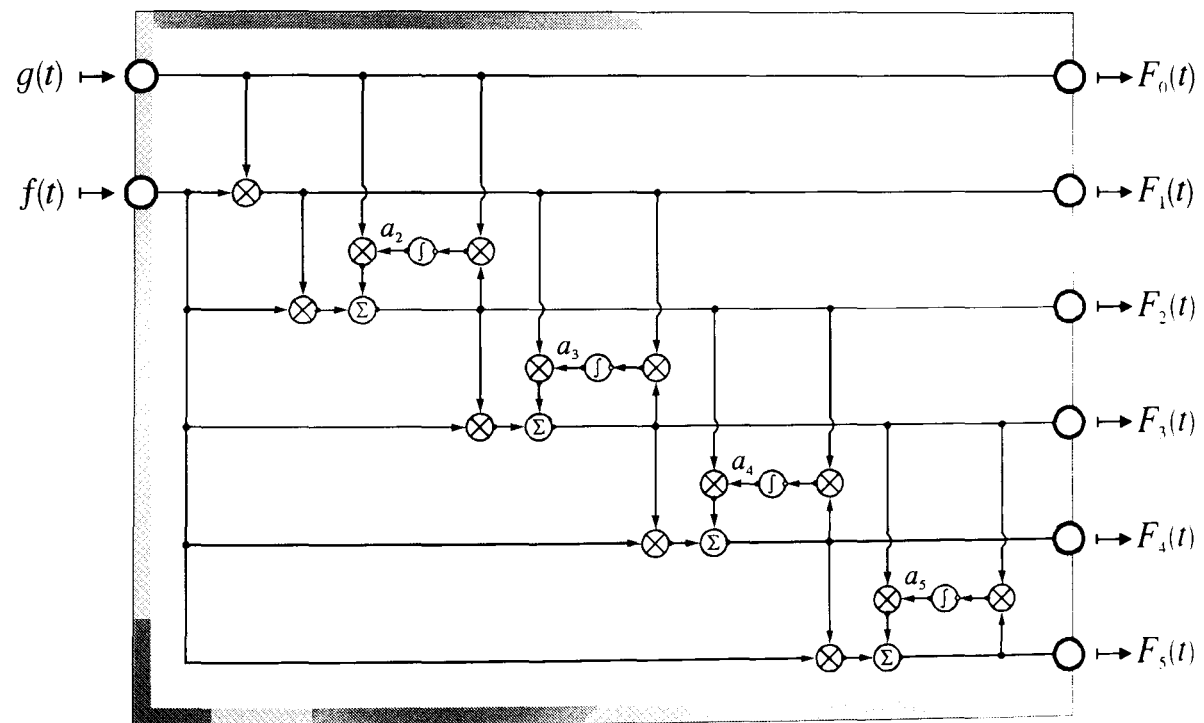 g(t)
F₀(t)
f(t)
F₁(t)
a₂
∫
Σ
F₂(t)
a₃
∫
Σ
F₃(t)
a₄
∫
Σ
F₄(t)
a₅
∫
Σ
F₅(t)